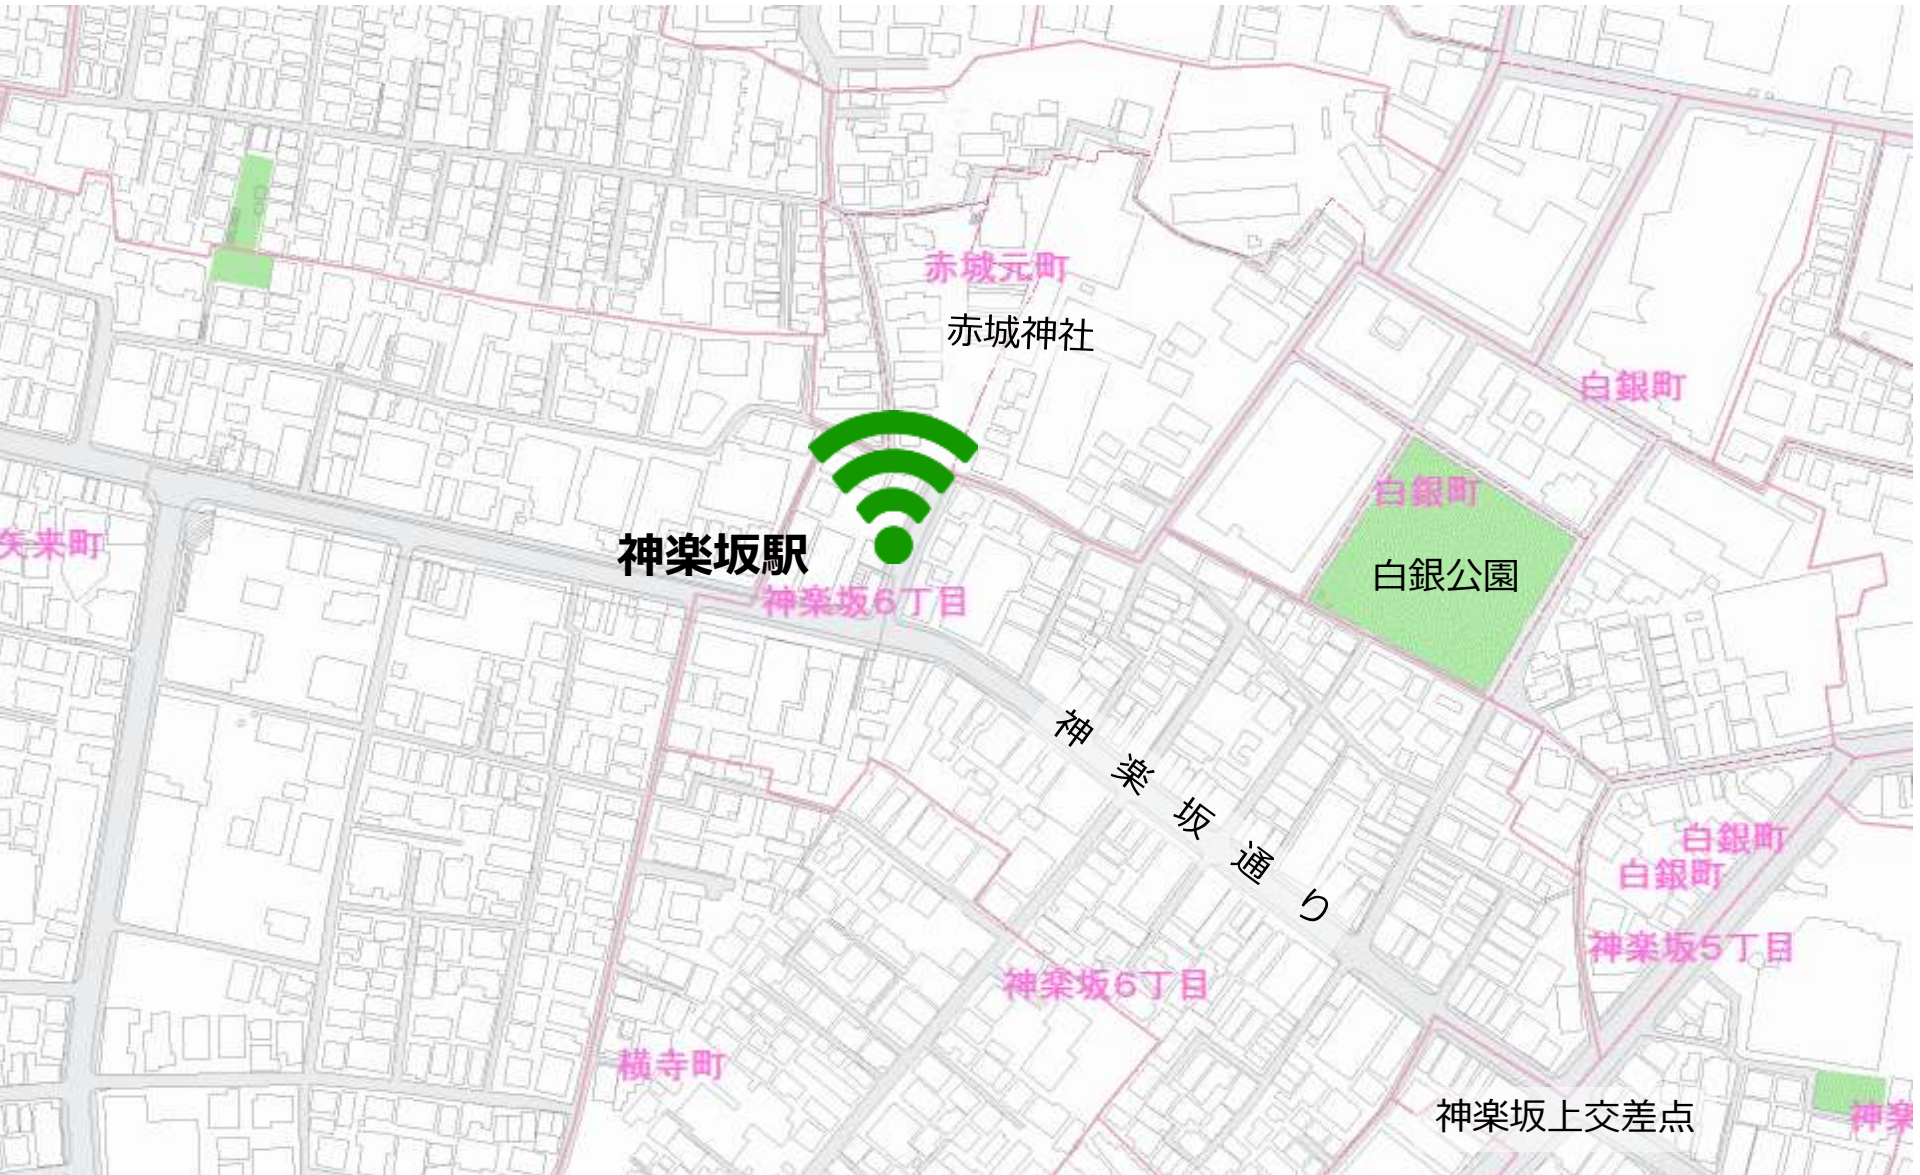 赤城元町
赤城神社
白銀町
白銀町
矢来町
神楽坂駅
白銀公園
神楽坂6丁目
神楽坂通り
白銀町
白銀町
神楽坂5丁目
神楽坂6丁目
横寺町
神楽坂上交差点
神楽